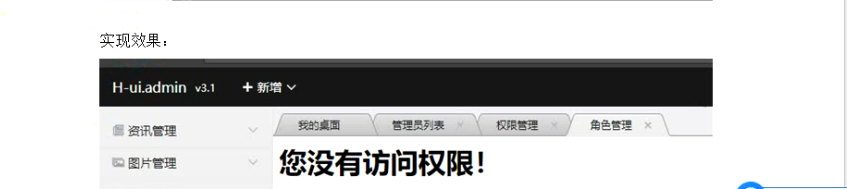 实现效果：
H-ui.admin v3.1 + 新增
资讯管理
我的桌面 管理员列表 × 权限管理 × 角色管理 ×
图片管理
您没有访问权限！